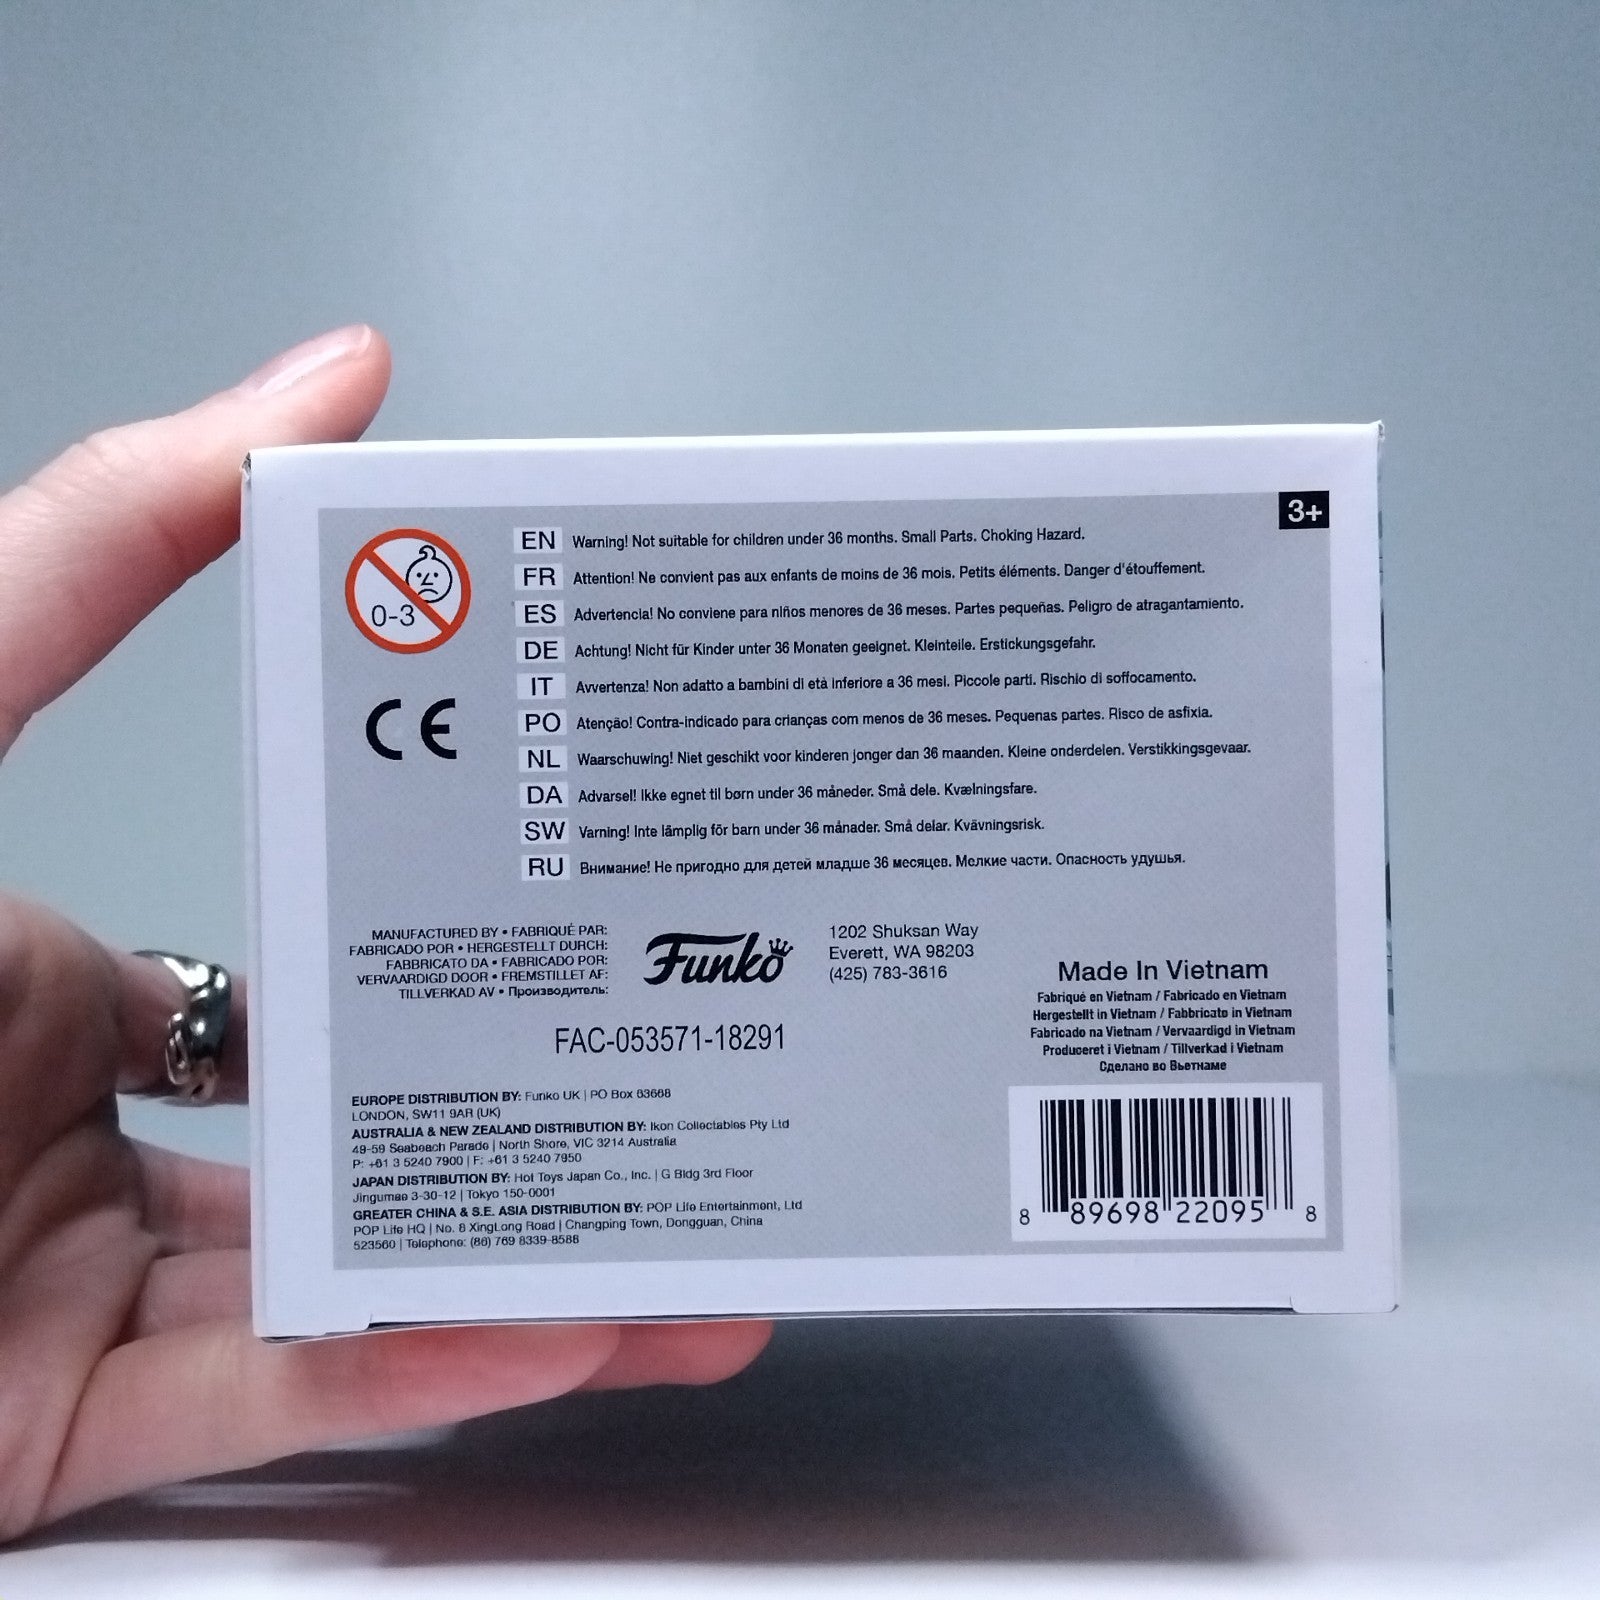 3+
0-3
CE
EN Warning! Not suitable for children under 36 months. Small Parts. Choking Hazard.
FR Attention! Ne convient pas aux enfants de moins de 36 mois. Petits éléments. Danger d'étouffement.
ES Advertencia! No conviene para niños menores de 36 meses. Partes pequeñas. Peligro de atragantamiento.
DE Achtung! Nicht für Kinder unter 36 Monaten geeignet. Kleinteile. Erstickungsgefahr.
IT Avvertenza! Non adatto a bambini di età inferiore a 36 mesi. Piccole parti. Rischio di soffocamento.
PO Atenção! Contra-indicado para crianças com menos de 36 meses. Pequenas partes. Risco de asfixia.
NL Waarschuwing! Niet geschikt voor kinderen jonger dan 36 maanden. Kleine onderdelen. Verstikkingsgevaar.
DA Advarsel! Ikke egnet til børn under 36 måneder. Små dele. Kvælningsfare.
SW Varning! Inte lämplig för barn under 36 månader. Små delar. Kvävningsrisk.
RU Внимание! Не пригодно для детей младше 36 месяцев. Мелкие части. Опасность удушья.
MANUFACTURED BY • FABRIQUÉ PAR:
FABRICADO POR • HERGESTELLT DURCH:
FABBRICATO DA • FABRICADO POR:
VERVAARDIGD DOOR • FREMSTILLET AF:
TILLVERKAD AV • Производитель:
Funko
1202 Shuksan Way
Everett, WA 98203
(425) 783-3616
FAC-053571-18291
Made In Vietnam
Fabriqué en Vietnam / Fabricado en Vietnam
Hergestellt in Vietnam / Fabbricato in Vietnam
Fabricado na Vietnam / Vervaardigd in Vietnam
Produceret i Vietnam / Tillverkad i Vietnam
Сделано во Вьетнаме
EUROPE DISTRIBUTION BY: Funko UK | PO Box 63668
LONDON, SW11 9AR (UK)
AUSTRALIA & NEW ZEALAND DISTRIBUTION BY: Ikon Collectables Pty Ltd
49-59 Seabeach Parade | North Shore, VIC 3214 Australia
P: +61 3 5240 7900 | F: +61 3 5240 7950
JAPAN DISTRIBUTION BY: Hot Toys Japan Co., Inc. | G Bldg 3rd Floor
Jingumae 3-30-12 | Tokyo 150-0001
GREATER CHINA & S.E. ASIA DISTRIBUTION BY: POP Life Entertainment, Ltd
POP Life HQ | No. 8 XingLong Road | Changping Town, Dongguan, China
523560 | Telephone: (86) 769 8339-8586
8 89698 22095 8